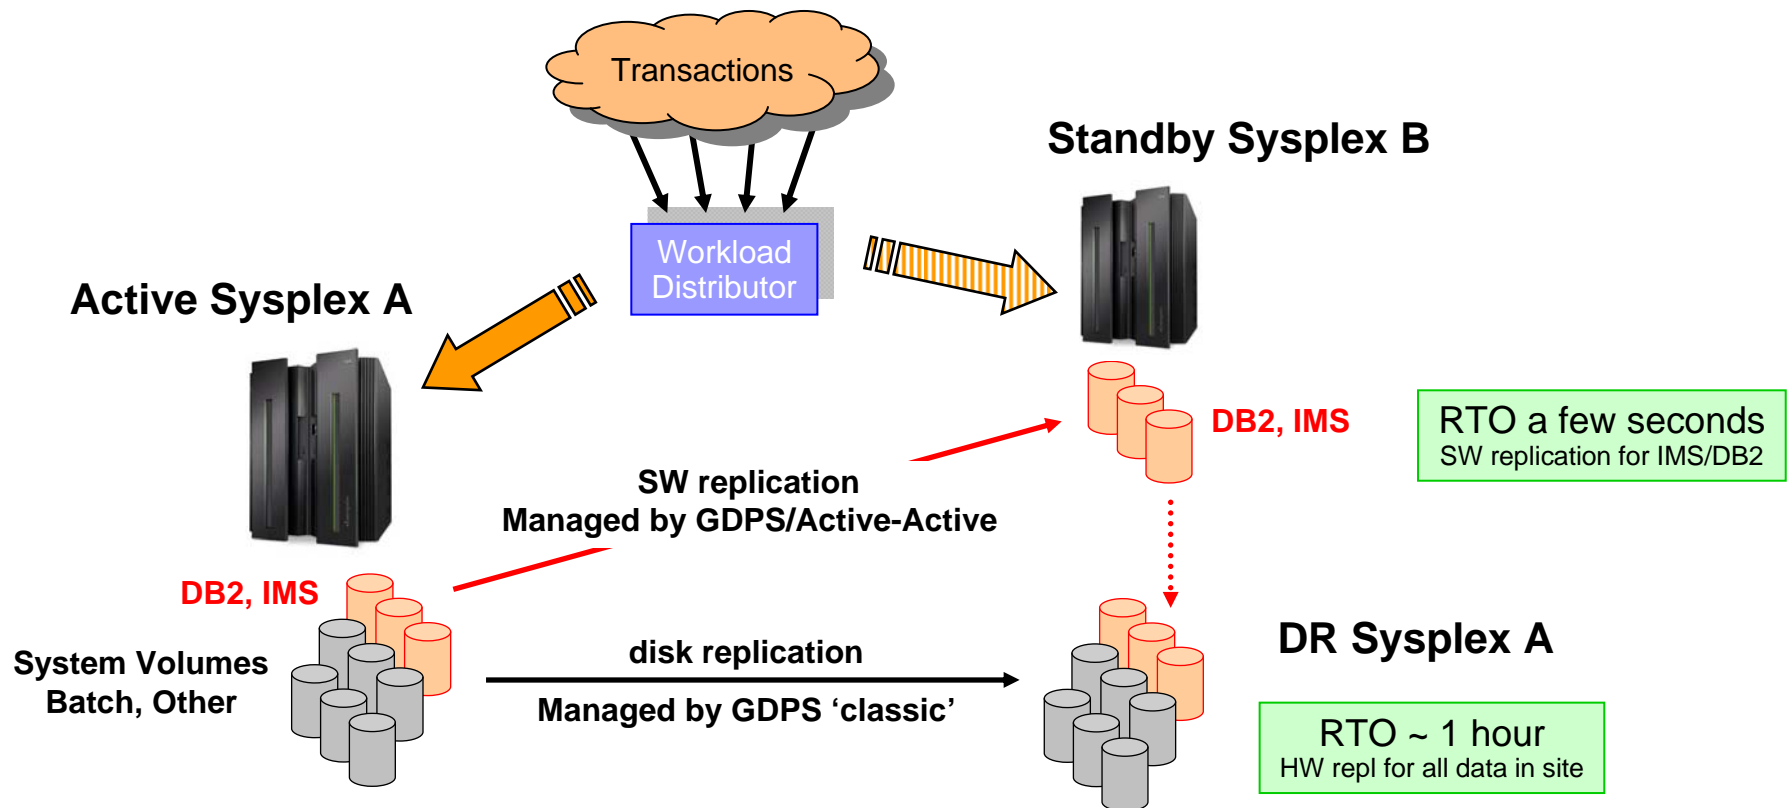 Transactions
Standby Sysplex B
Workload
Distributor
Active Sysplex A
DB2, IMS
RTO a few seconds
SW replication for IMS/DB2
SW replication
Managed by GDPS/Active-Active
DB2, IMS
System Volumes
Batch, Other
disk replication
Managed by GDPS ‘classic’
DR Sysplex A
RTO ~ 1 hour
HW repl for all data in site